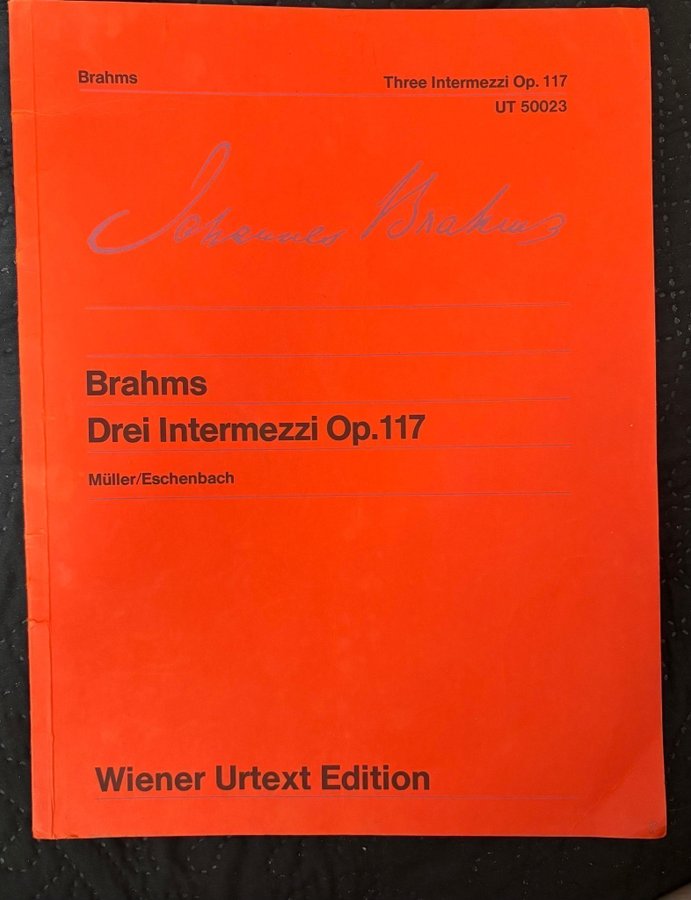 Brahms
Three Intermezzi Op. 117
UT 50023
Johannes Brahms
Brahms
Drei Intermezzi Op.117
Müller/Eschenbach
Wiener Urtext Edition